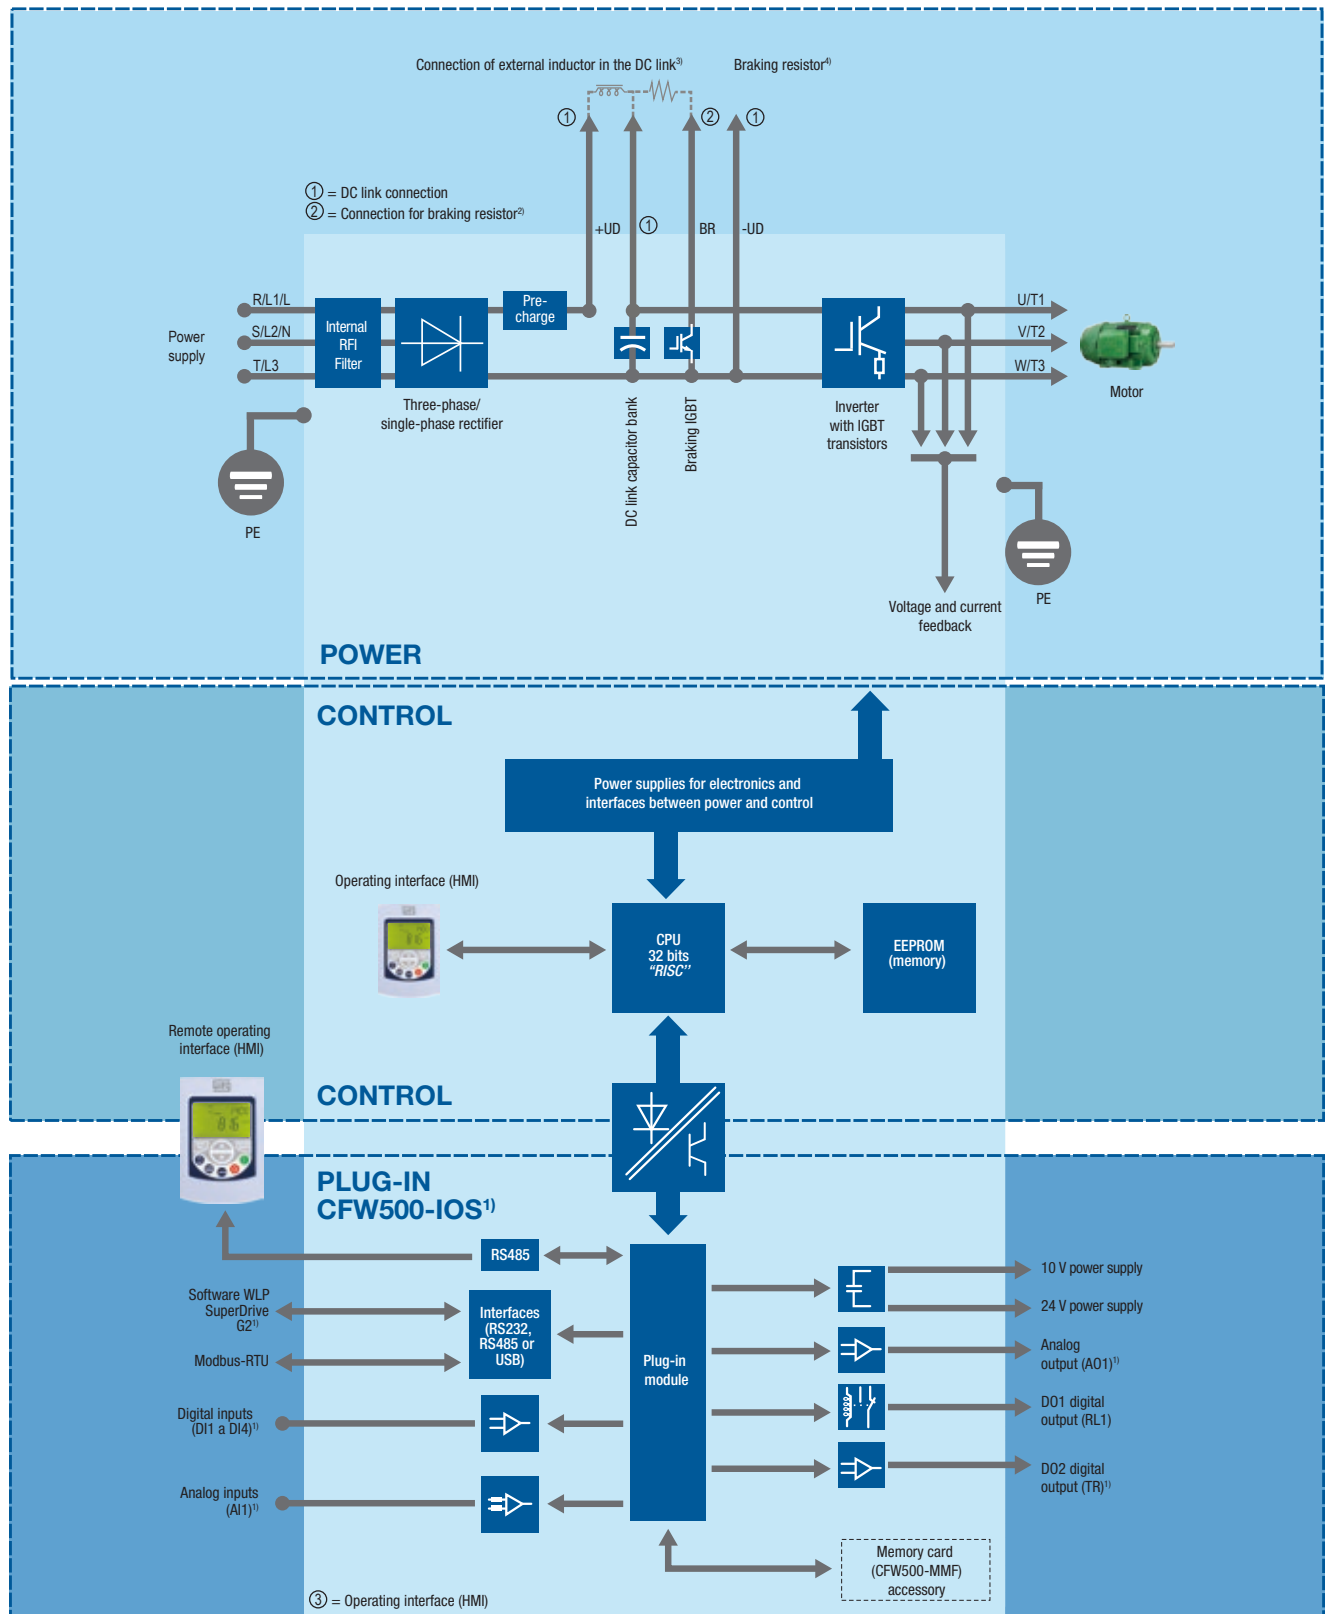 Connection of external inductor in the DC link3)
Braking resistor4)
1
2
1
1 = DC link connection
2 = Connection for braking resistor2)
+UD
1
BR
-UD
R/L1/L
S/L2/N
T/L3
Power
supply
Internal
RFI
Filter
Pre-
charge
U/T1
V/T2
W/T3
Motor
Three-phase/
single-phase rectifier
DC link capacitor bank
Braking IGBT
Inverter
with IGBT
transistors
PE
PE
Voltage and current
feedback
POWER
CONTROL
Power supplies for electronics and
interfaces between power and control
Operating interface (HMI)
CPU
32 bits
“RISC”
EEPROM
(memory)
Remote operating
interface (HMI)
CONTROL
PLUG-IN
CFW500-IOS1)
RS485
Software WLP
SuperDrive
G21)
Modbus-RTU
Interfaces
(RS232,
RS485 or
USB)
Digital inputs
(DI1 a DI4)1)
Analog inputs
(AI1)1)
Plug-in
module
10 V power supply
24 V power supply
Analog
output (AO1)1)
DO1 digital
output (RL1)
DO2 digital
output (TR)1)
Memory card
(CFW500-MMF)
accessory
3 = Operating interface (HMI)